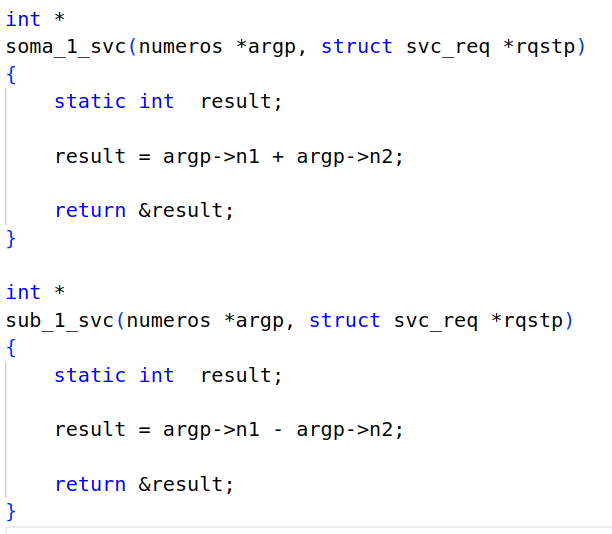 int *
soma_1_svc(numeros *argp, struct svc_req *rqstp)
{
    static int  result;

    result = argp->n1 + argp->n2;

    return &result;
}

int *
sub_1_svc(numeros *argp, struct svc_req *rqstp)
{
    static int  result;

    result = argp->n1 - argp->n2;

    return &result;
}